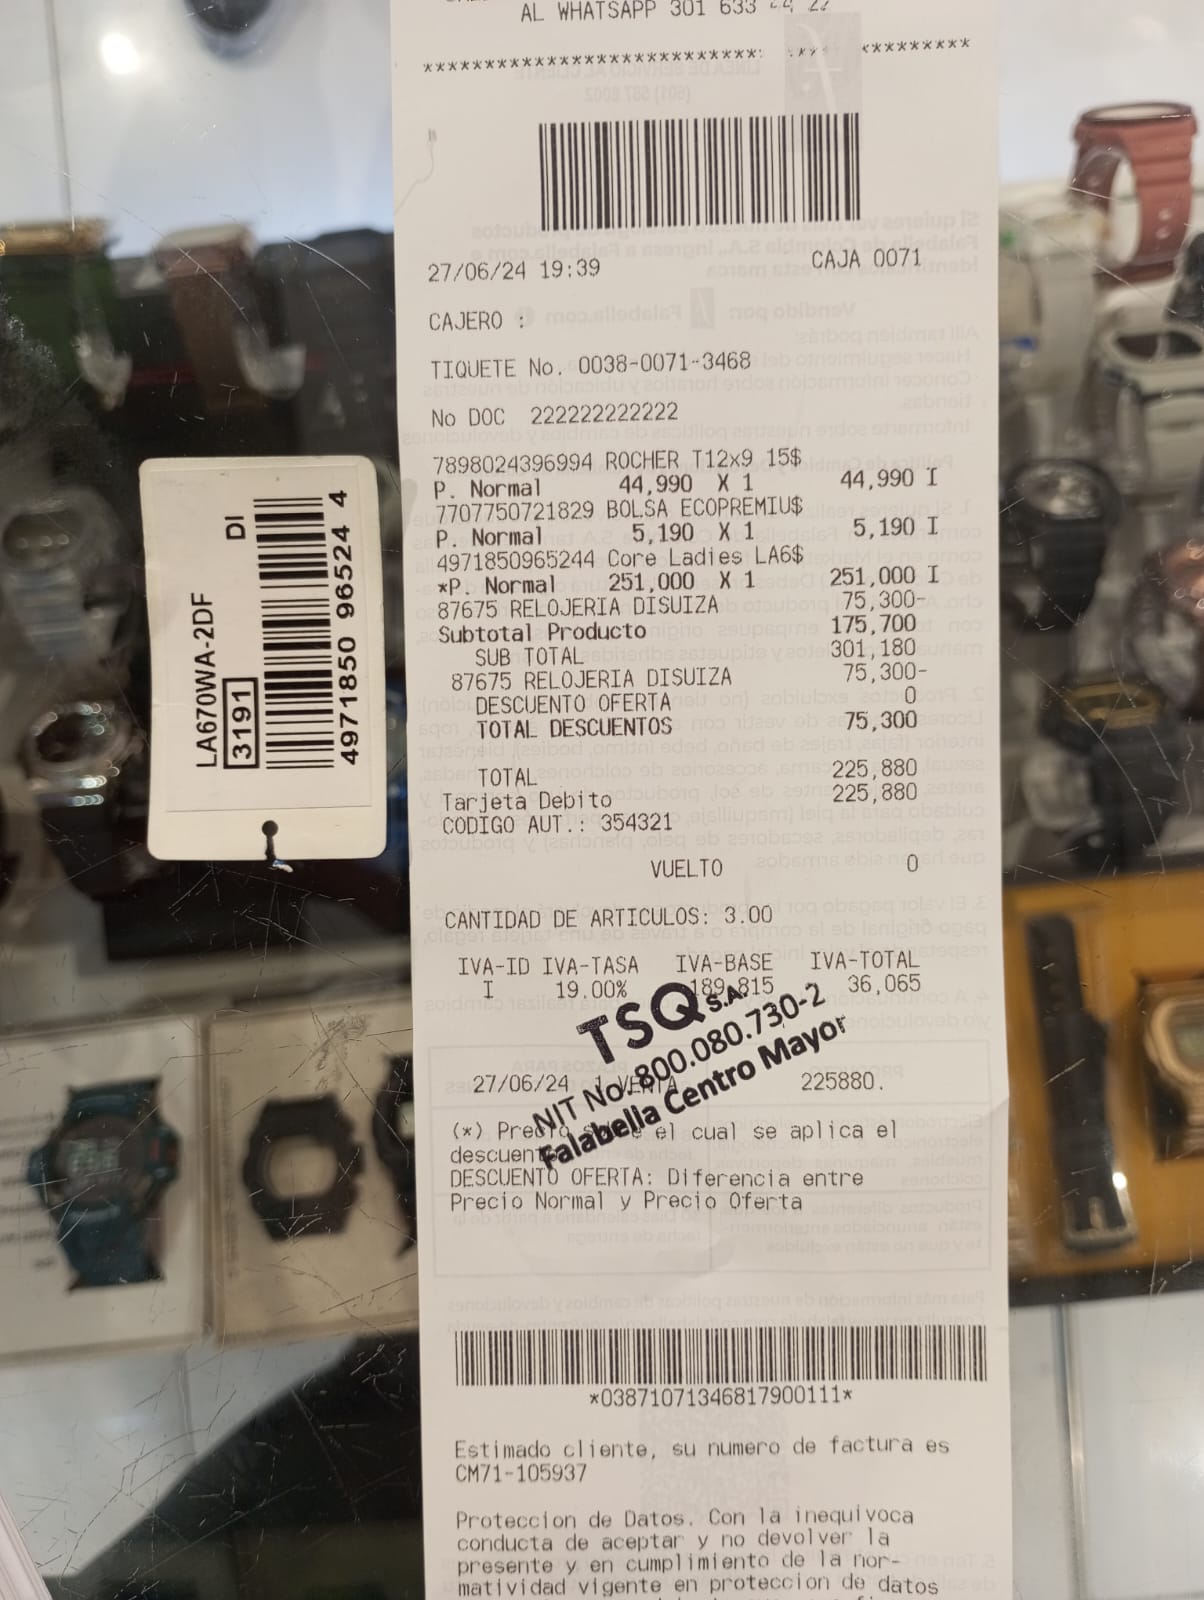 AL WHATSAPP 301 633
27/06/24 19:39 CAJA 0071
CAJERO :
TIQUETE No. 0038-0071-3468
No DOC 222222222222
7898024396994 ROCHER T12x9 15$
P. Normal 44,990 X 1 44,990 I
7707750721829 BOLSA ECOPREMIU$
P. Normal 5,190 X 1 5,190 I
4971850965244 Core Ladies LA6$
*P. Normal 251,000 X 1 251,000 I
87675 RELOJERIA DISUIZA 75,300-
Subtotal Producto 175,700
SUB TOTAL 301,180
87675 RELOJERIA DISUIZA 75,300-
DESCUENTO OFERTA 0
TOTAL DESCUENTOS 75,300
TOTAL 225,880
Tarjeta Debito 225,880
CODIGO AUT.: 354321
VUELTO 0
CANTIDAD DE ARTICULOS: 3.00
IVA-ID IVA-TASA IVA-BASE IVA-TOTAL
I 19.00% 189,815 36,065
TSQ S.A.
NIT No. 800.080.730-2
Falabella Centro Mayor
27/06/24 1 VENTA 225880.
(*) Precio sobre el cual se aplica el
descuento
DESCUENTO OFERTA: Diferencia entre
Precio Normal y Precio Oferta
*03871071346817900111*
Estimado cliente, su numero de factura es
CM71-105937
Proteccion de Datos. Con la inequivoca
conducta de aceptar y no devolver la
presente y en cumplimiento de la nor-
matividad vigente en proteccion de datos
LA670WA-2DF DI
3191
4971850 96524 4